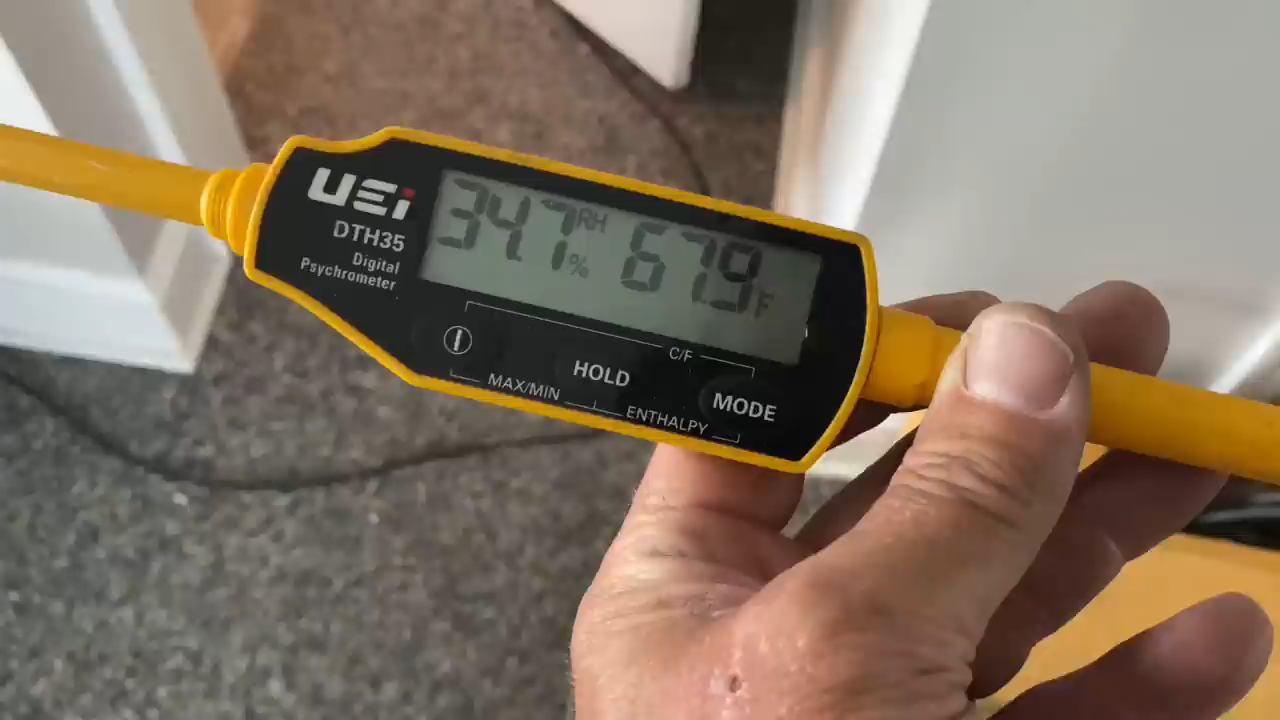 UEi
DTH35
Digital
Psychrometer
34.7 RH % 67.9 F
C/F
HOLD
MODE
MAX/MIN
ENTHALPY